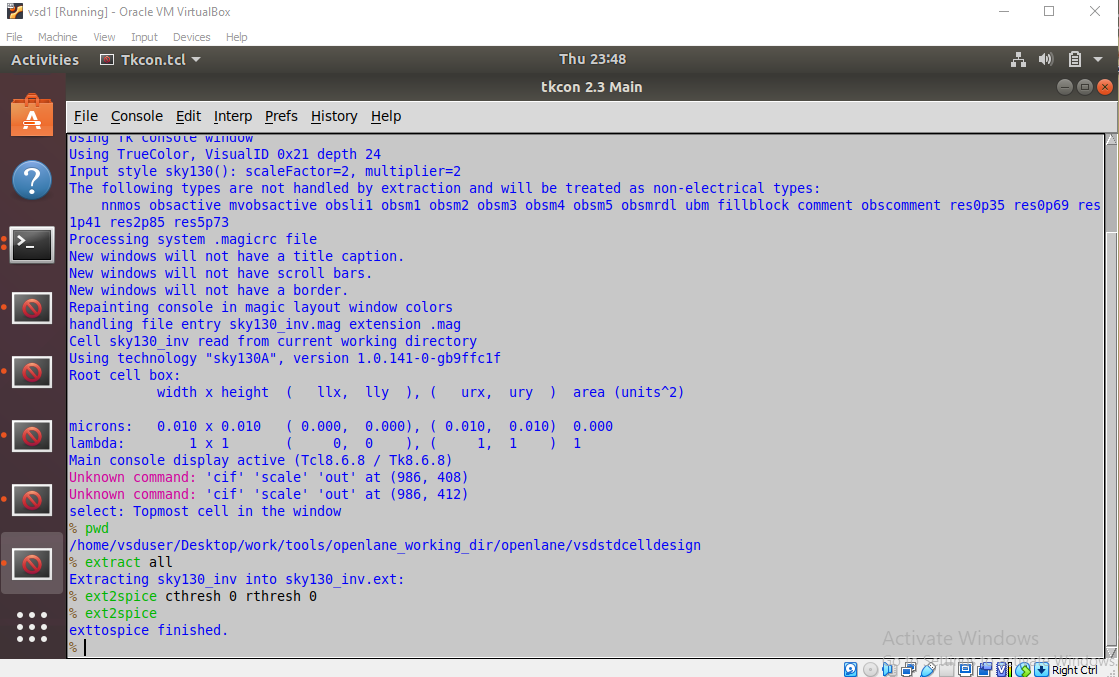 vsd1 [Running] - Oracle VM VirtualBox
File Machine View Input Devices Help
Activities Tkcon.tcl Thu 23:48
tkcon 2.3 Main
File Console Edit Interp Prefs History Help
Using Tk console window
Using TrueColor, VisualID 0x21 depth 24
Input style sky130(): scaleFactor=2, multiplier=2
The following types are not handled by extraction and will be treated as non-electrical types:
nnmos obsactive mvobsactive obsli1 obsm1 obsm2 obsm3 obsm4 obsm5 obsmrdl ubm fillblock comment obscomment res0p35 res0p69 res
1p41 res2p85 res5p73
Processing system .magicrc file
New windows will not have a title caption.
New windows will not have scroll bars.
New windows will not have a border.
Repainting console in magic layout window colors
handling file entry sky130_inv.mag extension .mag
Cell sky130_inv read from current working directory
Using technology "sky130A", version 1.0.141-0-gb9ffc1f
Root cell box:
width x height ( llx, lly ), ( urx, ury ) area (units^2)
microns: 0.010 x 0.010 ( 0.000, 0.000), ( 0.010, 0.010) 0.000
lambda: 1 x 1 ( 0, 0 ), ( 1, 1 ) 1
Main console display active (Tcl8.6.8 / Tk8.6.8)
Unknown command: 'cif' 'scale' 'out' at (986, 408)
Unknown command: 'cif' 'scale' 'out' at (986, 412)
select: Topmost cell in the window
% pwd
/home/vsduser/Desktop/work/tools/openlane_working_dir/openlane/vsdstdcelldesign
% extract all
Extracting sky130_inv into sky130_inv.ext:
% ext2spice cthresh 0 rthresh 0
% ext2spice
exttospice finished.
%
Activate Windows
Go to Settings to activate Windows.
Right Ctrl